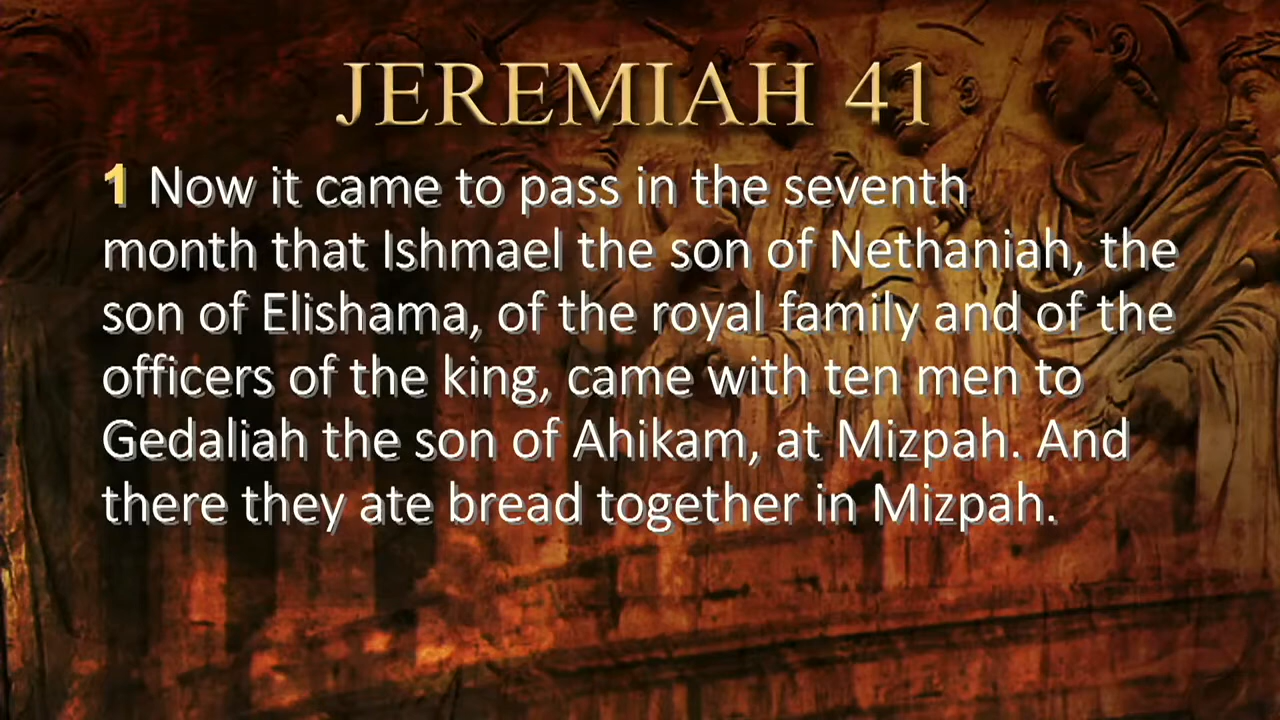 JEREMIAH 41
1 Now it came to pass in the seventh
month that Ishmael the son of Nethaniah, the
son of Elishama, of the royal family and of the
officers of the king, came with ten men to
Gedaliah the son of Ahikam, at Mizpah. And
there they ate bread together in Mizpah.